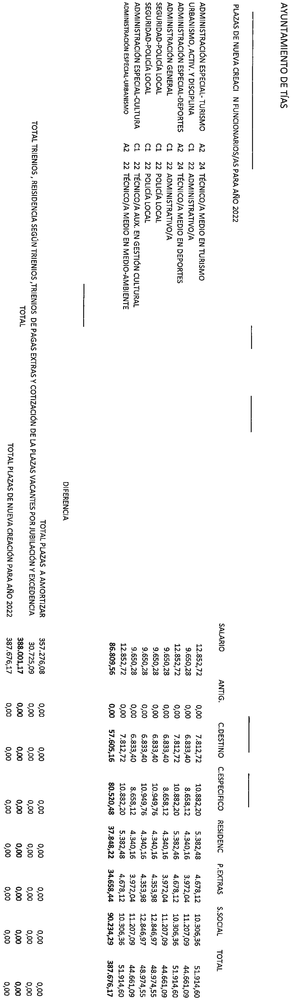 AYUNTAMIENTO DE TÍAS
PLAZAS DE NUEVA CREACI N FUNCIONARIOS/AS PARA AÑO 2022
SALARIO ANTIG. C.DESTINO C.ESPECIFICO RESIDENC P.EXTRAS S.SOCIAL TOTAL
ADMINISTRACIÓN ESPECIAL- TURISMO A2 24 TÉCNICO/A MEDIO EN TURISMO 12.852,72 0,00 7.812,72 10.882,20 5.382,48 4.678,12 10.306,36 51.914,60
URBANISMO, ACTIV. Y DISCIPLINA C1 22 ADMINISTRATIVO/A 9.650,28 0,00 6.833,40 8.658,12 4.340,16 3.972,04 11.207,09 44.661,09
ADMINISTRACIÓN ESPECIAL-DEPORTES A2 24 TÉCNICO/A MEDIO EN DEPORTES 12.852,72 0,00 7.812,72 10.882,20 5.382,46 4.678,12 10.306,36 51.914,60
ADMINISTRACIÓN GENERAL C1 22 ADMINISTRATIVO/A 9.650,28 0,00 6.833,40 8.658,12 4.340,16 3.972,04 11.207,09 44.661,09
SEGURIDAD-POLICÍA LOCAL C1 22 POLICÍA LOCAL 9.650,28 0,00 6.833,40 10.949,76 4.340,16 4.353,98 12.846,97 48.974,55
SEGURIDAD-POLICÍA LOCAL C1 22 POLICÍA LOCAL 9.650,28 0,00 6.833,40 10.949,76 4.340,16 4.353,98 12.846,97 48.974,55
ADMINISTRACIÓN ESPECIAL-CULTURA C1 22 TÉCNICO/A AUX. EN GESTIÓN CULTURAL 9.650,28 0,00 6.833,40 8.658,12 4.340,16 3.972,04 11.207,09 44.661,09
ADMINISTRACIÓN ESPECIAL-URBANISMO A2 22 TÉCNICO/A MEDIO EN MEDIO-AMBIENTE 12.852,72 0,00 7.812,72 10.882,20 5.382,48 4.678,12 10.306,36 51.914,60
86.809,56 0,00 57.605,16 80.520,48 37.848,22 34.658,44 90.234,29 387.676,17
DIFERENCIA
TOTAL PLAZAS A AMORTIZAR 357.276,08 0,00 0,00 0,00 0,00 0,00 0,00 0,00
TOTAL TRIENIOS , REISIDENCIA SEGÚN TRIENIOS ,TRIENIOS DE PAGAS EXTRAS Y COTIZACIÓN DE LA PLAZAS VACANTES POR JUBILACIÓN Y EXCEDENCIA 30.725,09 0,00 0,00 0,00 0,00 0,00 0,00 0,00
TOTAL 388.001,17 0,00 0,00 0,00 0,00 0,00 0,00 0,00
TOTAL PLAZAS DE NUEVA CREACIÓN PARA AÑO 2022 387.676,17 0,00 0,00 0,00 0,00 0,00 0,00 0,00